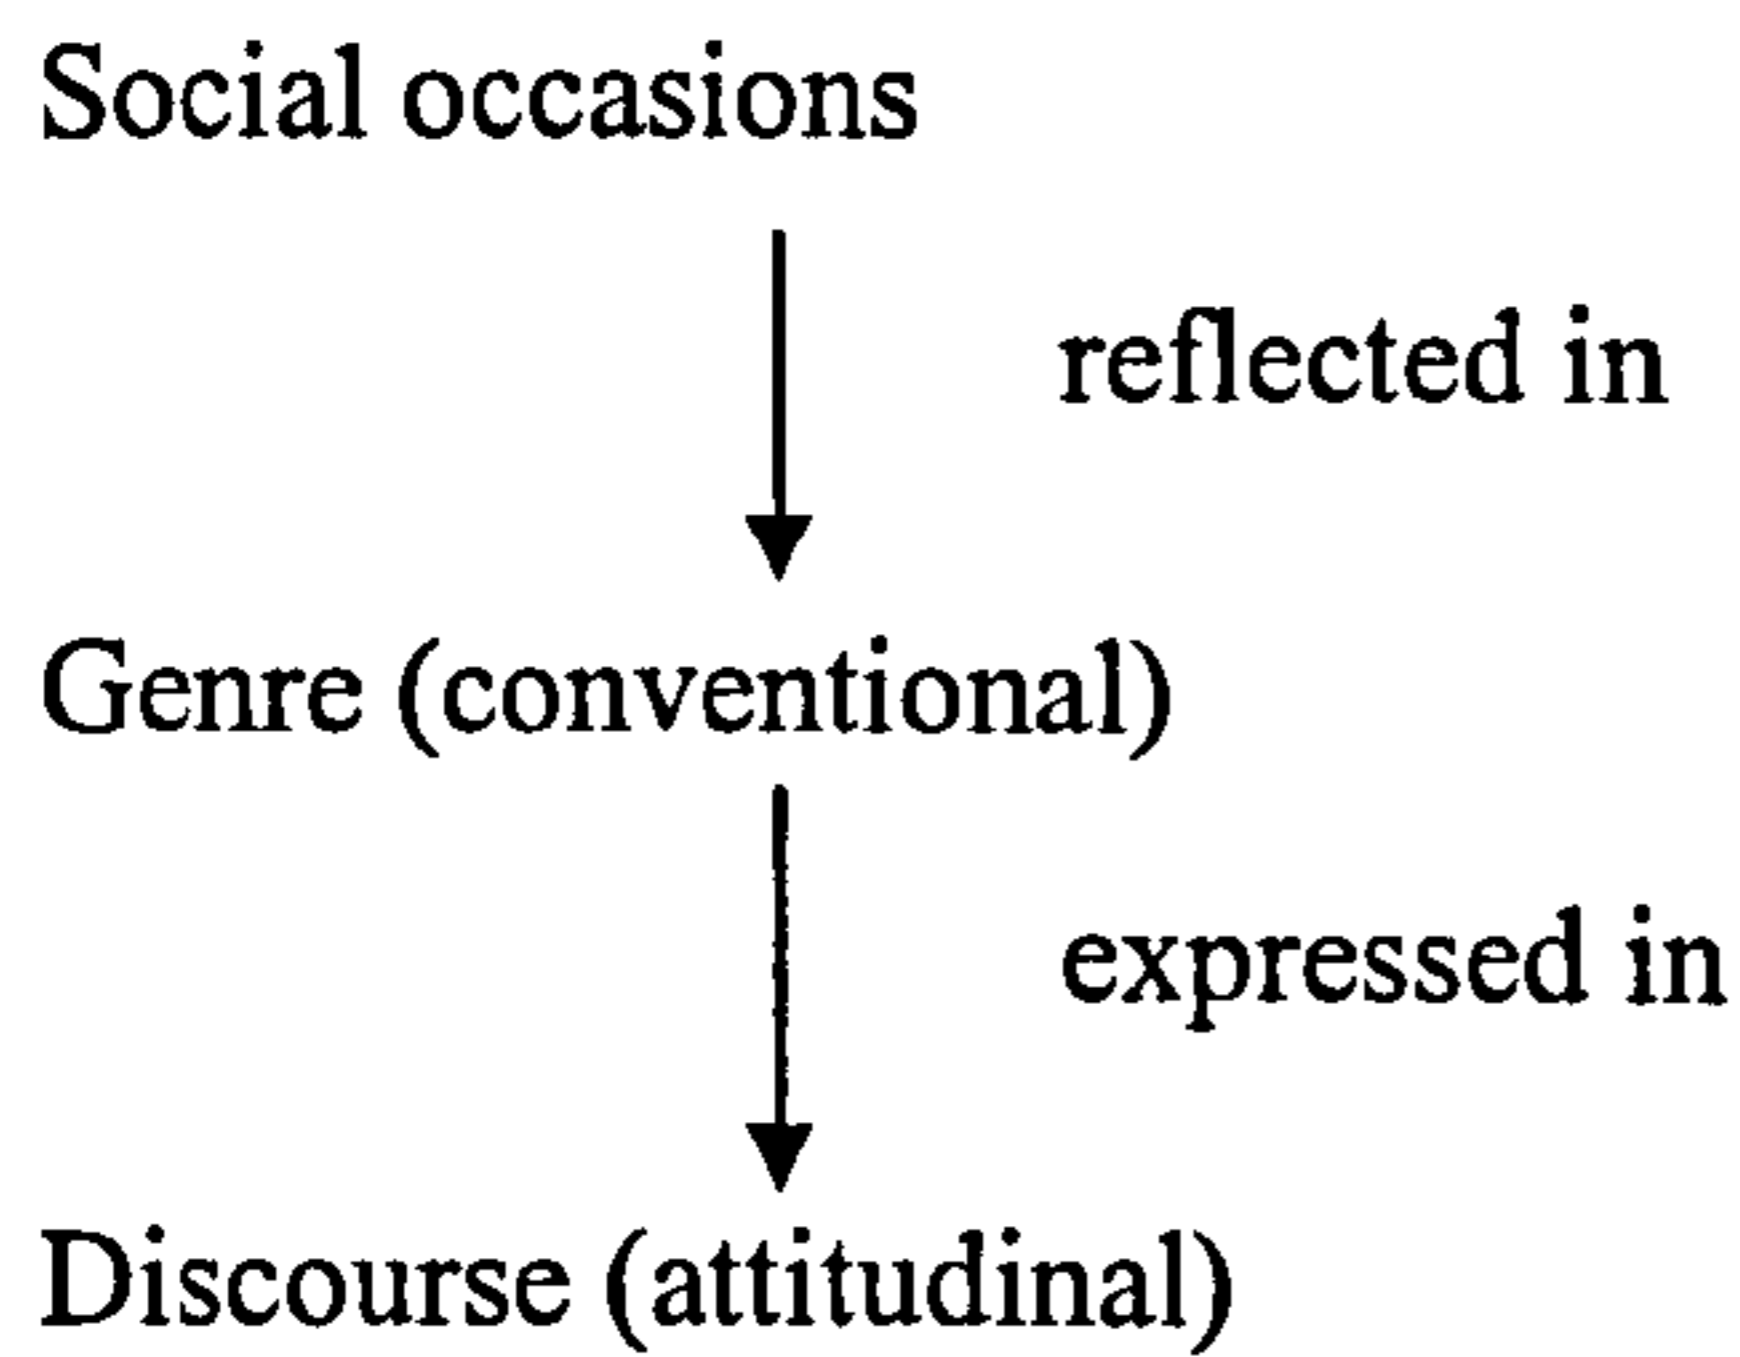 Social occasions
reflected in
Genre (conventional)
expressed in
Discourse (attitudinal)